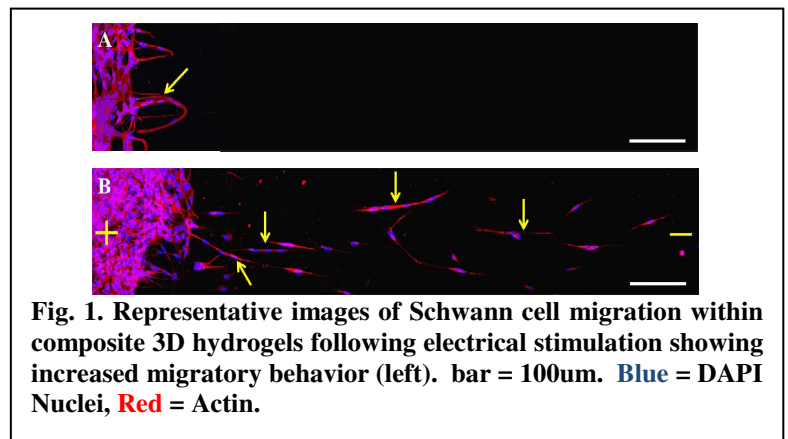 A
B
+
−
Fig. 1. Representative images of Schwann cell migration within
composite 3D hydrogels following electrical stimulation showing
increased migratory behavior (left). bar = 100um. Blue = DAPI
Nuclei, Red = Actin.